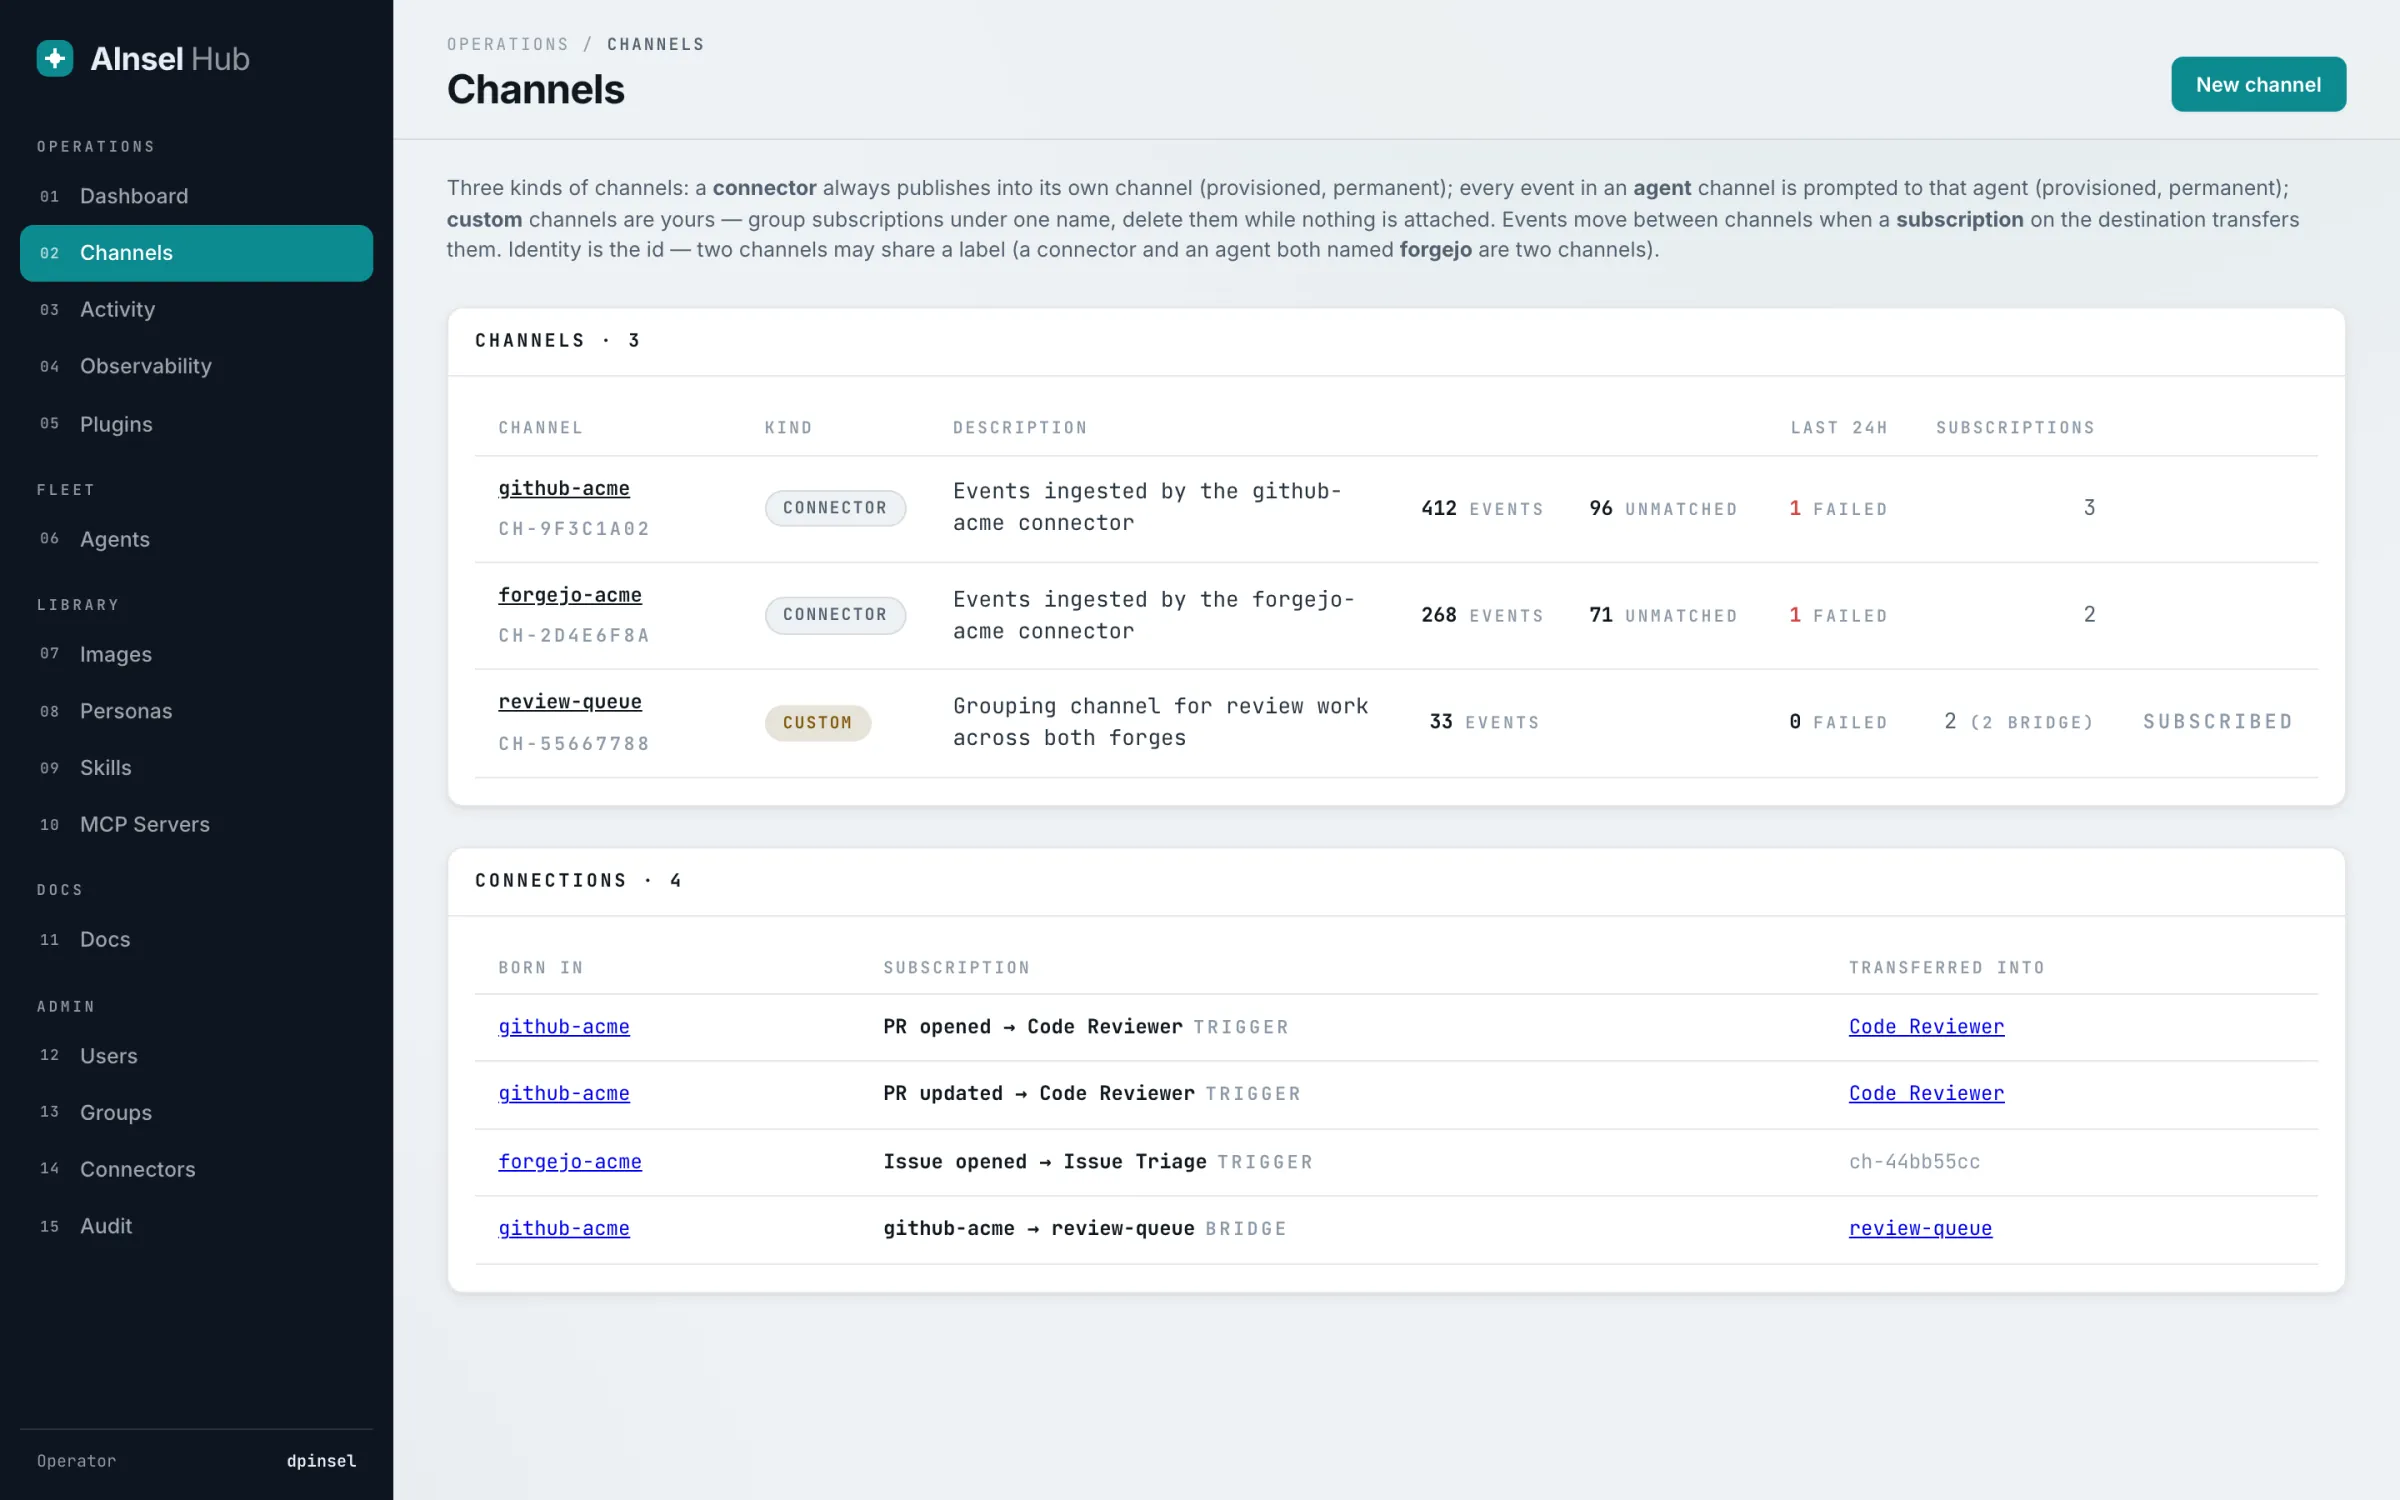 AInsel Hub
OPERATIONS
01 Dashboard
02 Channels
03 Activity
04 Observability
05 Plugins
FLEET
06 Agents
LIBRARY
07 Images
08 Personas
09 Skills
10 MCP Servers
DOCS
11 Docs
ADMIN
12 Users
13 Groups
14 Connectors
15 Audit
Operator dpinsel
OPERATIONS / CHANNELS
Channels
New channel
Three kinds of channels: a connector always publishes into its own channel (provisioned, permanent); every event in an agent channel is prompted to that agent (provisioned, permanent);
custom channels are yours — group subscriptions under one name, delete them while nothing is attached. Events move between channels when a subscription on the destination transfers
them. Identity is the id — two channels may share a label (a connector and an agent both named forgejo are two channels).
CHANNELS · 3
CHANNEL KIND DESCRIPTION LAST 24H SUBSCRIPTIONS
github-acme
CH-9F3C1A02
CONNECTOR
Events ingested by the github-
acme connector
412 EVENTS 96 UNMATCHED 1 FAILED 3
forgejo-acme
CH-2D4E6F8A
CONNECTOR
Events ingested by the forgejo-
acme connector
268 EVENTS 71 UNMATCHED 1 FAILED 2
review-queue
CH-55667788
CUSTOM
Grouping channel for review work
across both forges
33 EVENTS 0 FAILED 2 (2 BRIDGE) SUBSCRIBED
CONNECTIONS · 4
BORN IN SUBSCRIPTION TRANSFERRED INTO
github-acme PR opened → Code Reviewer TRIGGER Code Reviewer
github-acme PR updated → Code Reviewer TRIGGER Code Reviewer
forgejo-acme Issue opened → Issue Triage TRIGGER ch-44bb55cc
github-acme github-acme → review-queue BRIDGE review-queue